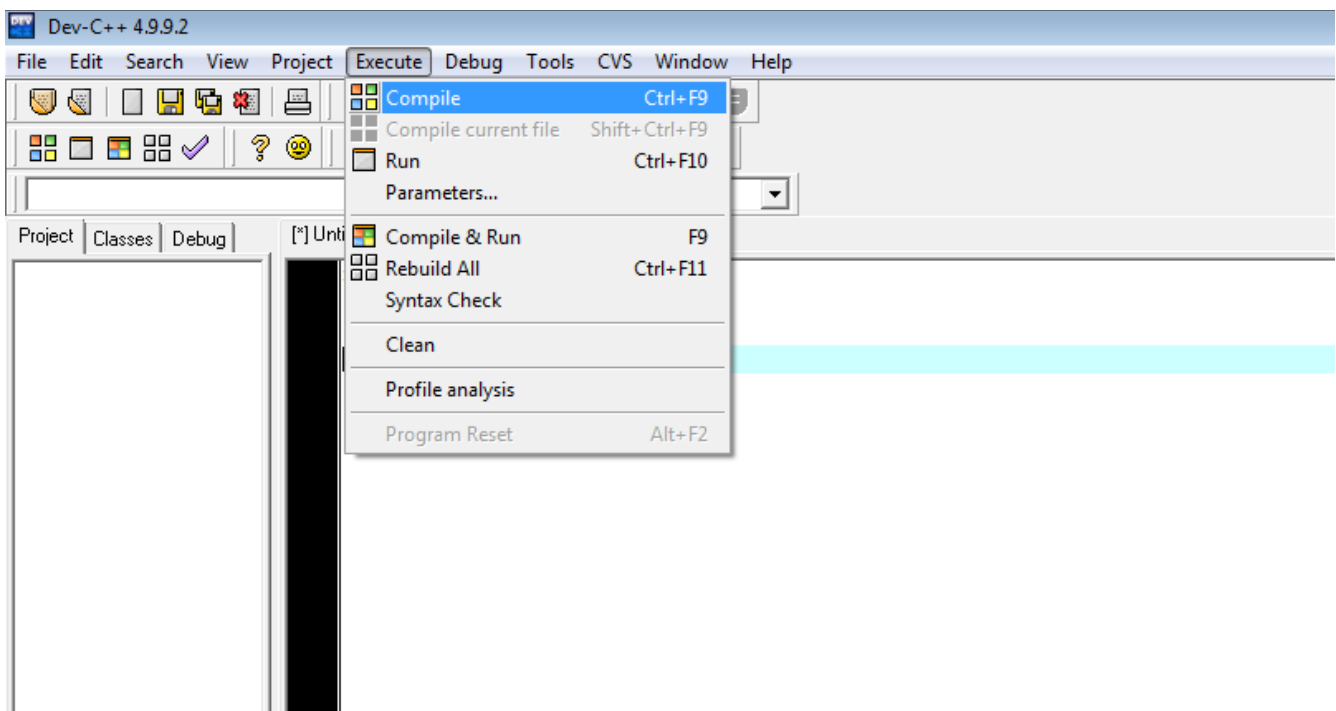 Dev-C++ 4.9.9.2
File Edit Search View Project Execute Debug Tools CVS Window Help
Compile Ctrl+F9
Compile current file Shift+Ctrl+F9
Run Ctrl+F10
Parameters...
Project Classes Debug [*] Unti
Compile & Run F9
Rebuild All Ctrl+F11
Syntax Check
Clean
Profile analysis
Program Reset Alt+F2